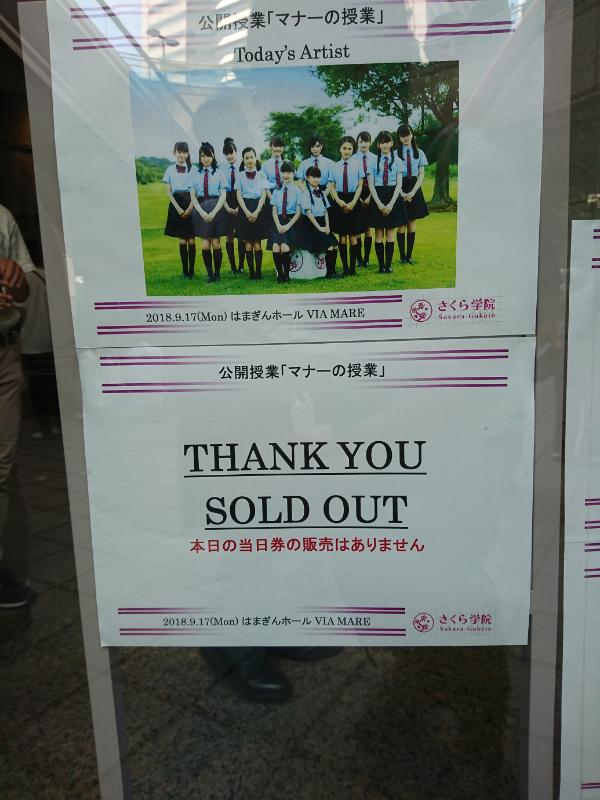 公開授業「マナーの授業」
Today's Artist
2018.9.17(Mon) はまぎんホール VIA MARE
さくら学院
Sakura Gakuin
公開授業「マナーの授業」
THANK YOU
SOLD OUT
本日の当日券の販売はありません
2018.9.17(Mon) はまぎんホール VIA MARE
さくら学院
Sakura Gakuin